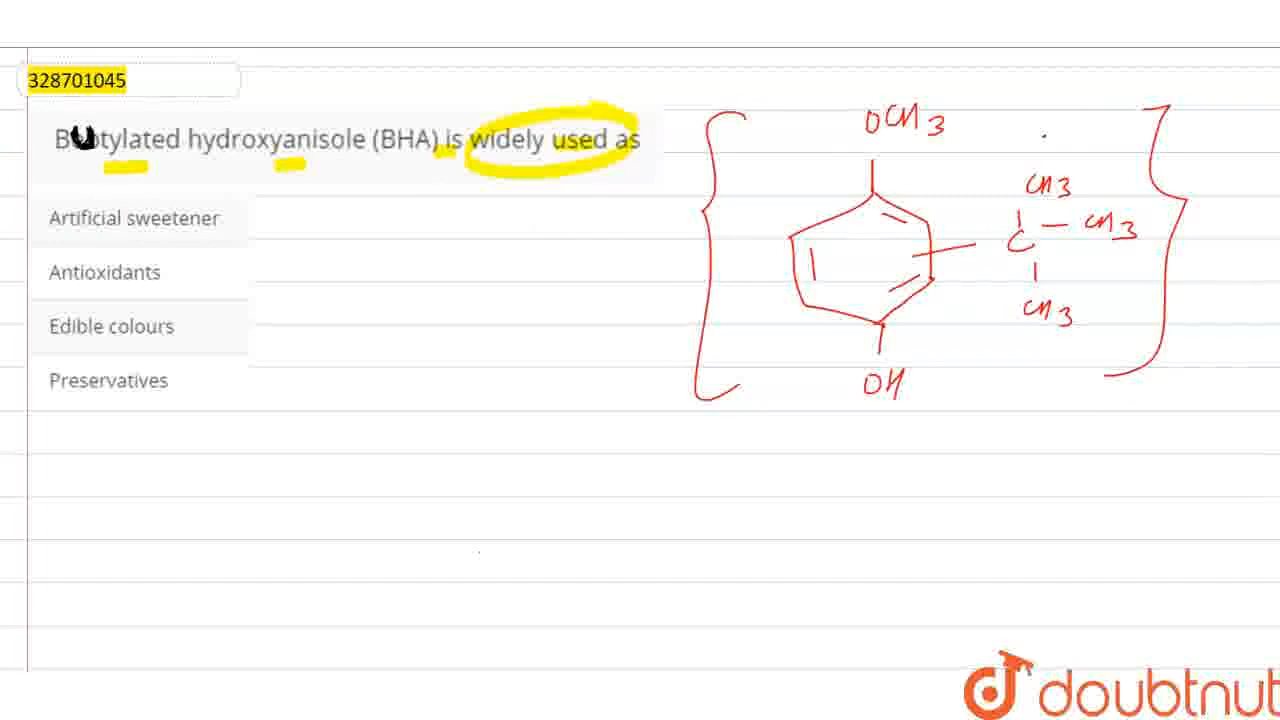 328701045
Beutylated hydroxyanisole (BHA) is widely used as
Artificial sweetener
Antioxidants
Edible colours
Preservatives
OCH3
CH3
C — CH3
CH3
OH
doubtnut